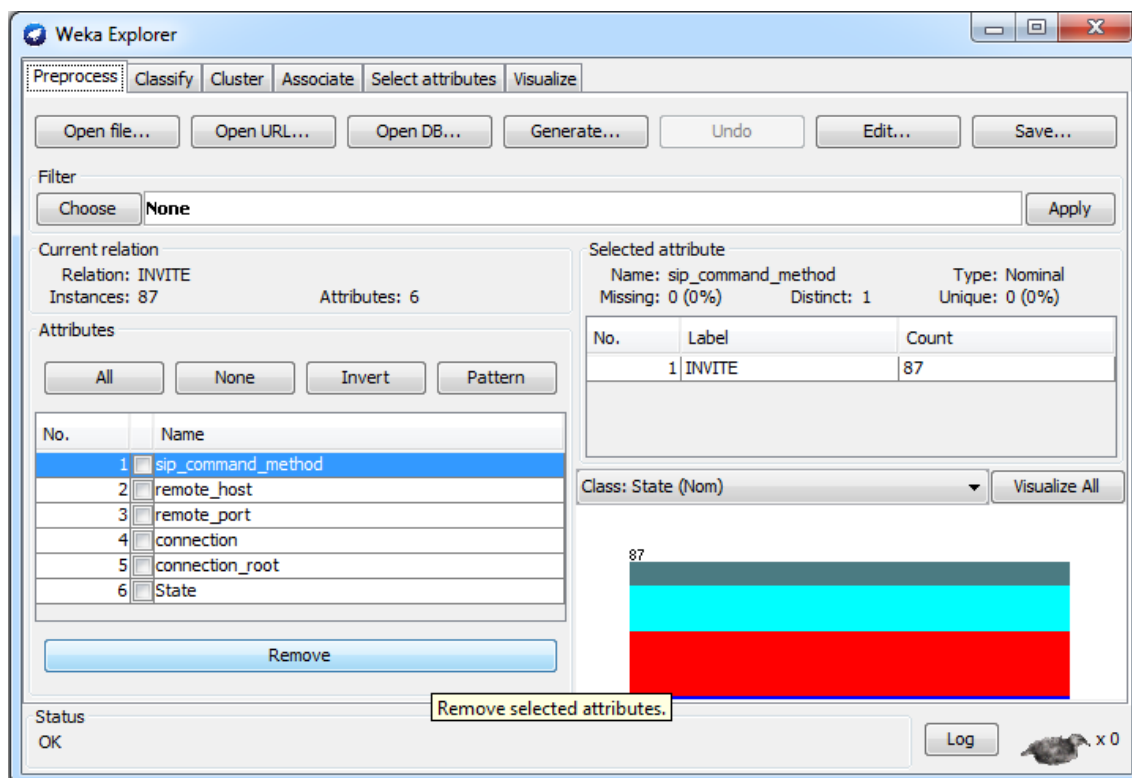 Weka Explorer
Preprocess Classify Cluster Associate Select attributes Visualize
Open file... Open URL... Open DB... Generate... Undo Edit... Save...
Filter
Choose None Apply
Current relation
Relation: INVITE
Instances: 87 Attributes: 6
Selected attribute
Name: sip_command_method Type: Nominal
Missing: 0 (0%) Distinct: 1 Unique: 0 (0%)
No. Label Count
1 INVITE 87
Attributes
All None Invert Pattern
No. Name
1 sip_command_method
2 remote_host
3 remote_port
4 connection
5 connection_root
6 State
Remove
Class: State (Nom) Visualize All
87
Remove selected attributes.
Status
OK
Log x 0